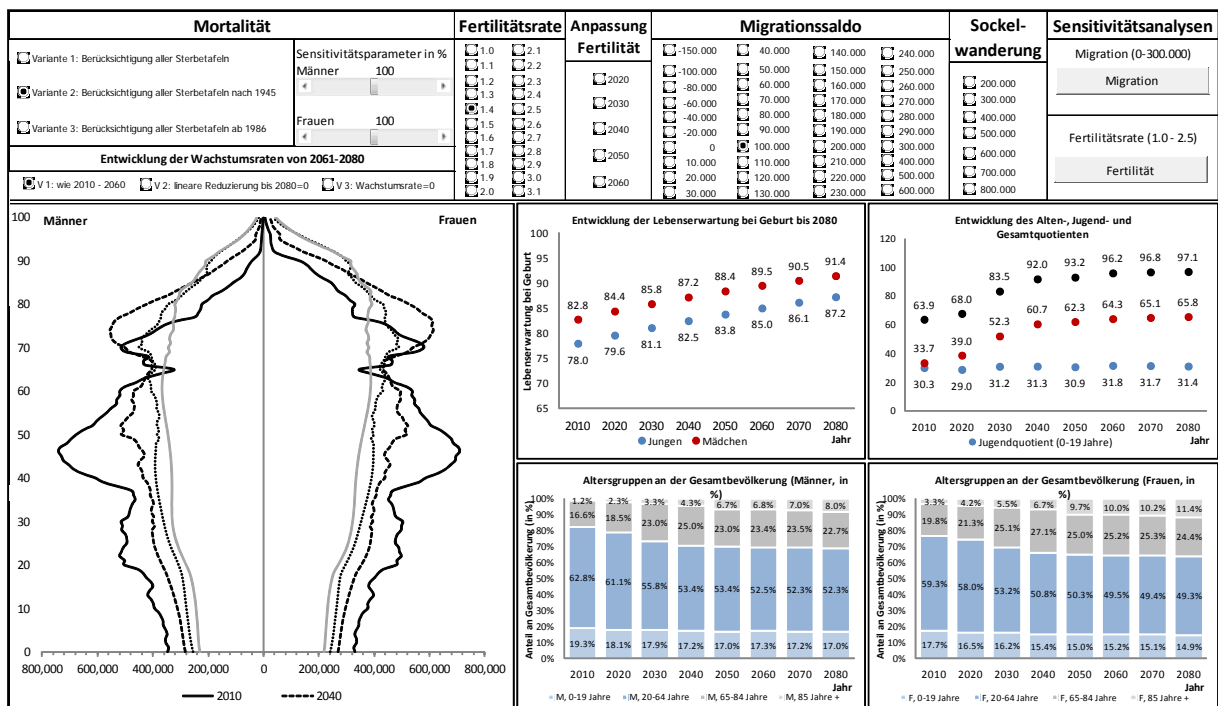 Mortalität
Variante 1: Berücksichtigung aller Sterbetafeln
Variante 2: Berücksichtigung aller Sterbetafeln nach 1945
Variante 3: Berücksichtigung aller Sterbetafeln ab 1986
Sensitivitätsparameter in %
Männer 100
Frauen 100
Entwicklung der Wachstumsraten von 2061-2080
V 1: wie 2010 - 2060 V 2: lineare Reduzierung bis 2080=0 V 3: Wachstumsrate=0
Fertilitätsrate
1.0 2.1
1.1 2.2
1.2 2.3
1.3 2.4
1.4 2.5
1.5 2.6
1.6 2.7
1.7 2.8
1.8 2.9
1.9 3.0
2.0 3.1
Anpassung
Fertilität
2020
2030
2040
2050
2060
Migrationssaldo
-150.000 40.000 140.000 240.000
-100.000 50.000 150.000 250.000
-80.000 60.000 160.000 260.000
-60.000 70.000 170.000 270.000
-40.000 80.000 180.000 280.000
-20.000 90.000 190.000 290.000
0 100.000 200.000 300.000
10.000 110.000 210.000 400.000
20.000 120.000 220.000 500.000
30.000 130.000 230.000 600.000
Sockel-
wanderung
200.000
300.000
400.000
500.000
600.000
700.000
800.000
Sensitivitätsanalysen
Migration (0-300.000)
Migration
Fertilitätsrate (1.0 - 2.5)
Fertilität
Männer Frauen
100
90
80
70
60
50
40
30
20
10
0
800,000 600,000 400,000 200,000 0 200,000 400,000 600,000 800,000
2010 2040
Entwicklung der Lebenserwartung bei Geburt bis 2080
Lebenserwartung bei Geburt
100
95
90
85
80
75
70
65
82.8 84.4 85.8 87.2 88.4 89.5 90.5 91.4
78.0 79.6 81.1 82.5 83.8 85.0 86.1 87.2
2010 2020 2030 2040 2050 2060 2070 2080
Jungen Mädchen Jahr
Entwicklung des Alten-, Jugend- und
Gesamtquotienten
120
100
80
60
40
20
0
63.9 68.0 83.5 92.0 93.2 96.2 96.8 97.1
33.7 39.0 52.3 60.7 62.3 64.3 65.1 65.8
30.3 29.0 31.2 31.3 30.9 31.8 31.7 31.4
2010 2020 2030 2040 2050 2060 2070 2080
Jugendquotient (0-19 Jahre) Jahr
Altersgruppen an der Gesamtbevölkerung (Männer, in
%)
Anteil an Gesamtbevölkerung (in %)
100%
90%
80%
70%
60%
50%
40%
30%
20%
10%
0%
1.2% 2.3% 3.3% 4.3% 6.7% 6.8% 7.0% 8.0%
16.6% 18.5% 23.0% 25.0% 23.0% 23.4% 23.5% 22.7%
62.8% 61.1% 55.8% 53.4% 53.4% 52.5% 52.3% 52.3%
19.3% 18.1% 17.9% 17.2% 17.0% 17.3% 17.2% 17.0%
2010 2020 2030 2040 2050 2060 2070 2080
Jahr
M, 0-19 Jahre M, 20-64 Jahre M, 65-84 Jahre M, 85 Jahre +
Altersgruppen an der Gesamtbevölkerung (Frauen, in
%)
Anteil an Gesamtbevölkerung (in %)
100%
90%
80%
70%
60%
50%
40%
30%
20%
10%
0%
3.3% 4.2% 5.5% 6.7% 9.7% 10.0% 10.2% 11.4%
19.8% 21.3% 25.1% 27.1% 25.0% 25.2% 25.3% 24.4%
59.3% 58.0% 53.2% 50.8% 50.3% 49.5% 49.4% 49.3%
17.7% 16.5% 16.2% 15.4% 15.0% 15.2% 15.1% 14.9%
2010 2020 2030 2040 2050 2060 2070 2080
Jahr
F, 0-19 Jahre F, 20-64 Jahre F, 65-84 Jahre F, 85 Jahre +